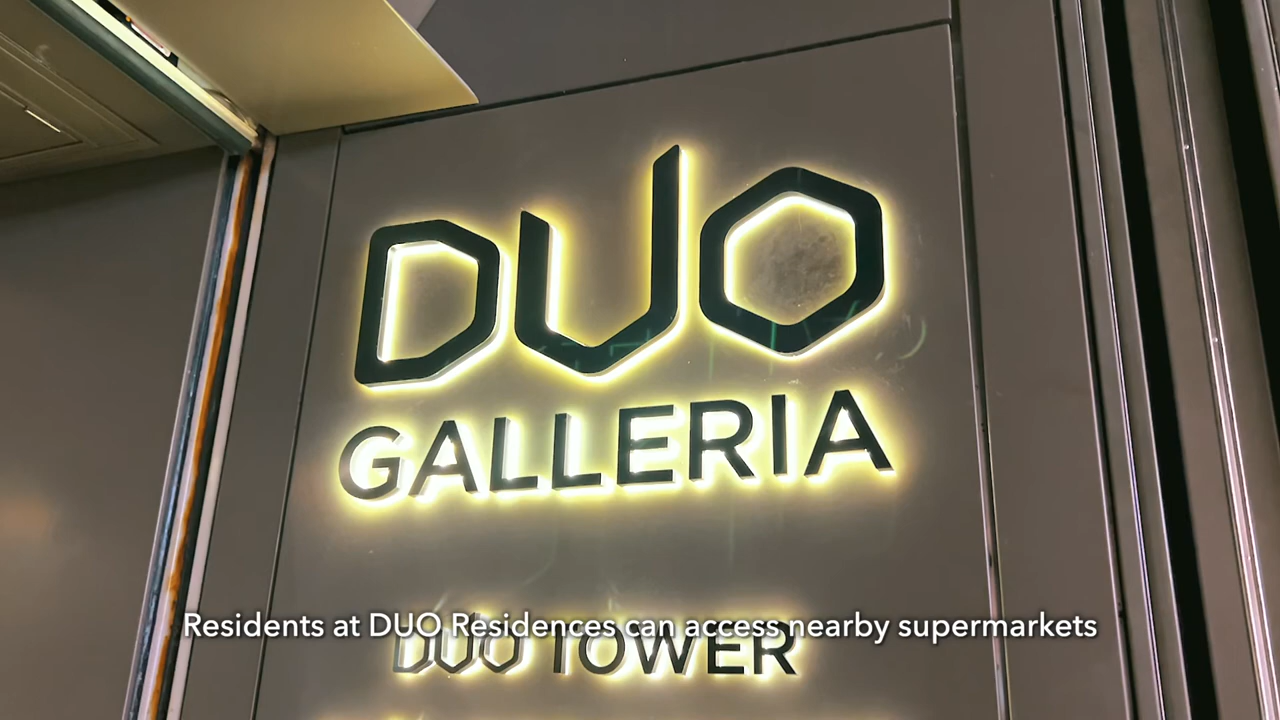 DUO
GALLERIA
Residents at DUO Residences can access nearby supermarkets
DUO TOWER